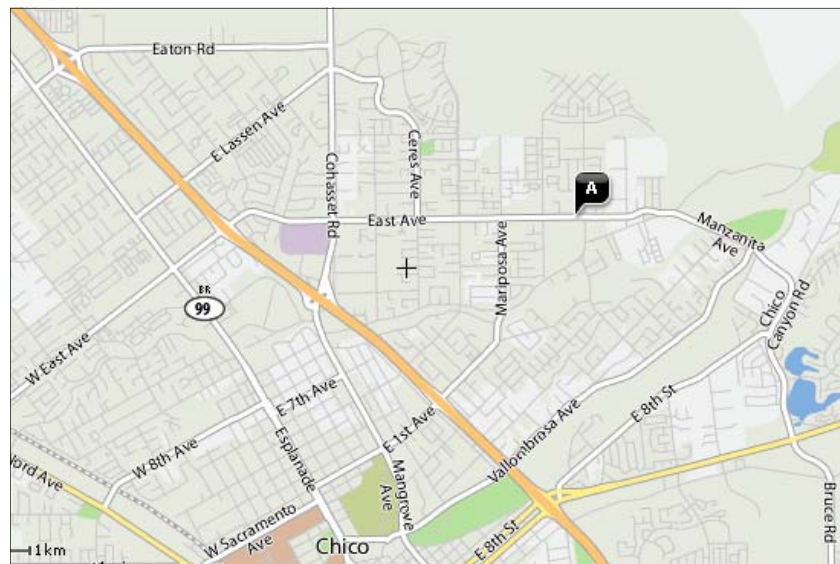 Eaton Rd
E Lassen Ave
Cohasset Rd
Ceres Ave
A
East Ave
Mariposa Ave
Manzanita
Ave
BR
99
Chico
Canyon Rd
W East Ave
E 7th Ave
E 1st Ave
E 8th St
Vallombrosa Ave
W 8th Ave
Esplanade
Mangrove
Ave
lord Ave
W Sacramento
Ave
Chico
E 8th St
Bruce Rd
1km